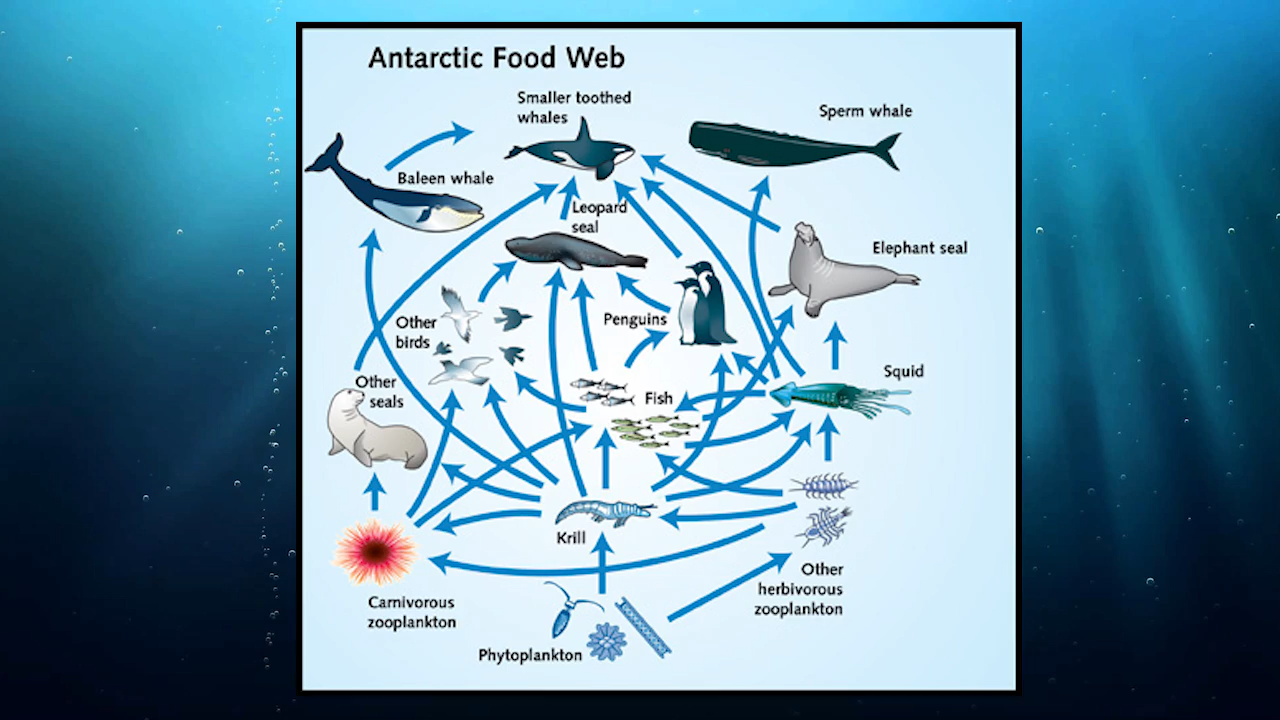 Antarctic Food Web
Smaller toothed
whales
Sperm whale
Baleen whale
Leopard
seal
Elephant seal
Other
birds
Penguins
Squid
Other
seals
Fish
Krill
Other
herbivorous
zooplankton
Carnivorous
zooplankton
Phytoplankton